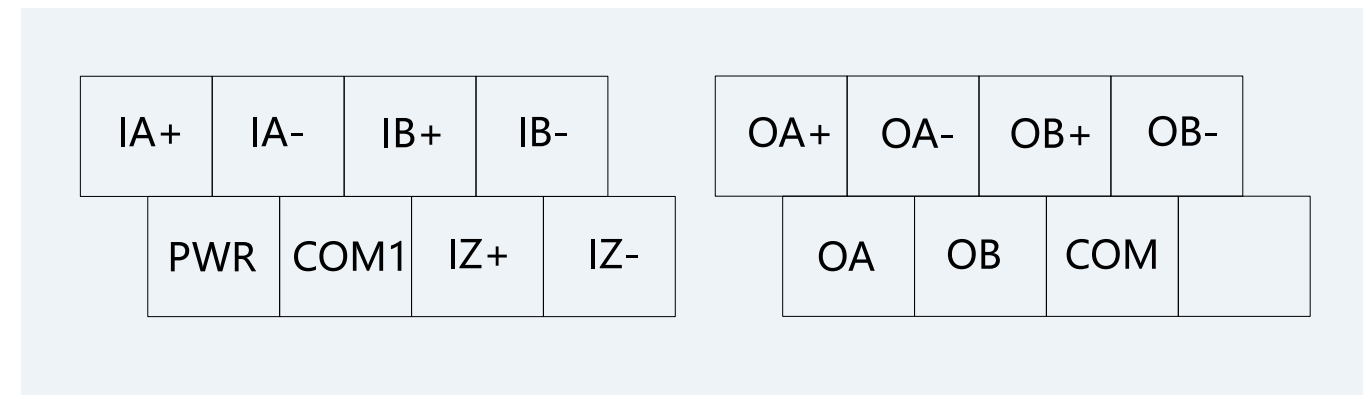 IA+ IA- IB+ IB- OA+ OA- OB+ OB-
PWR COM1 IZ+ IZ- OA OB COM